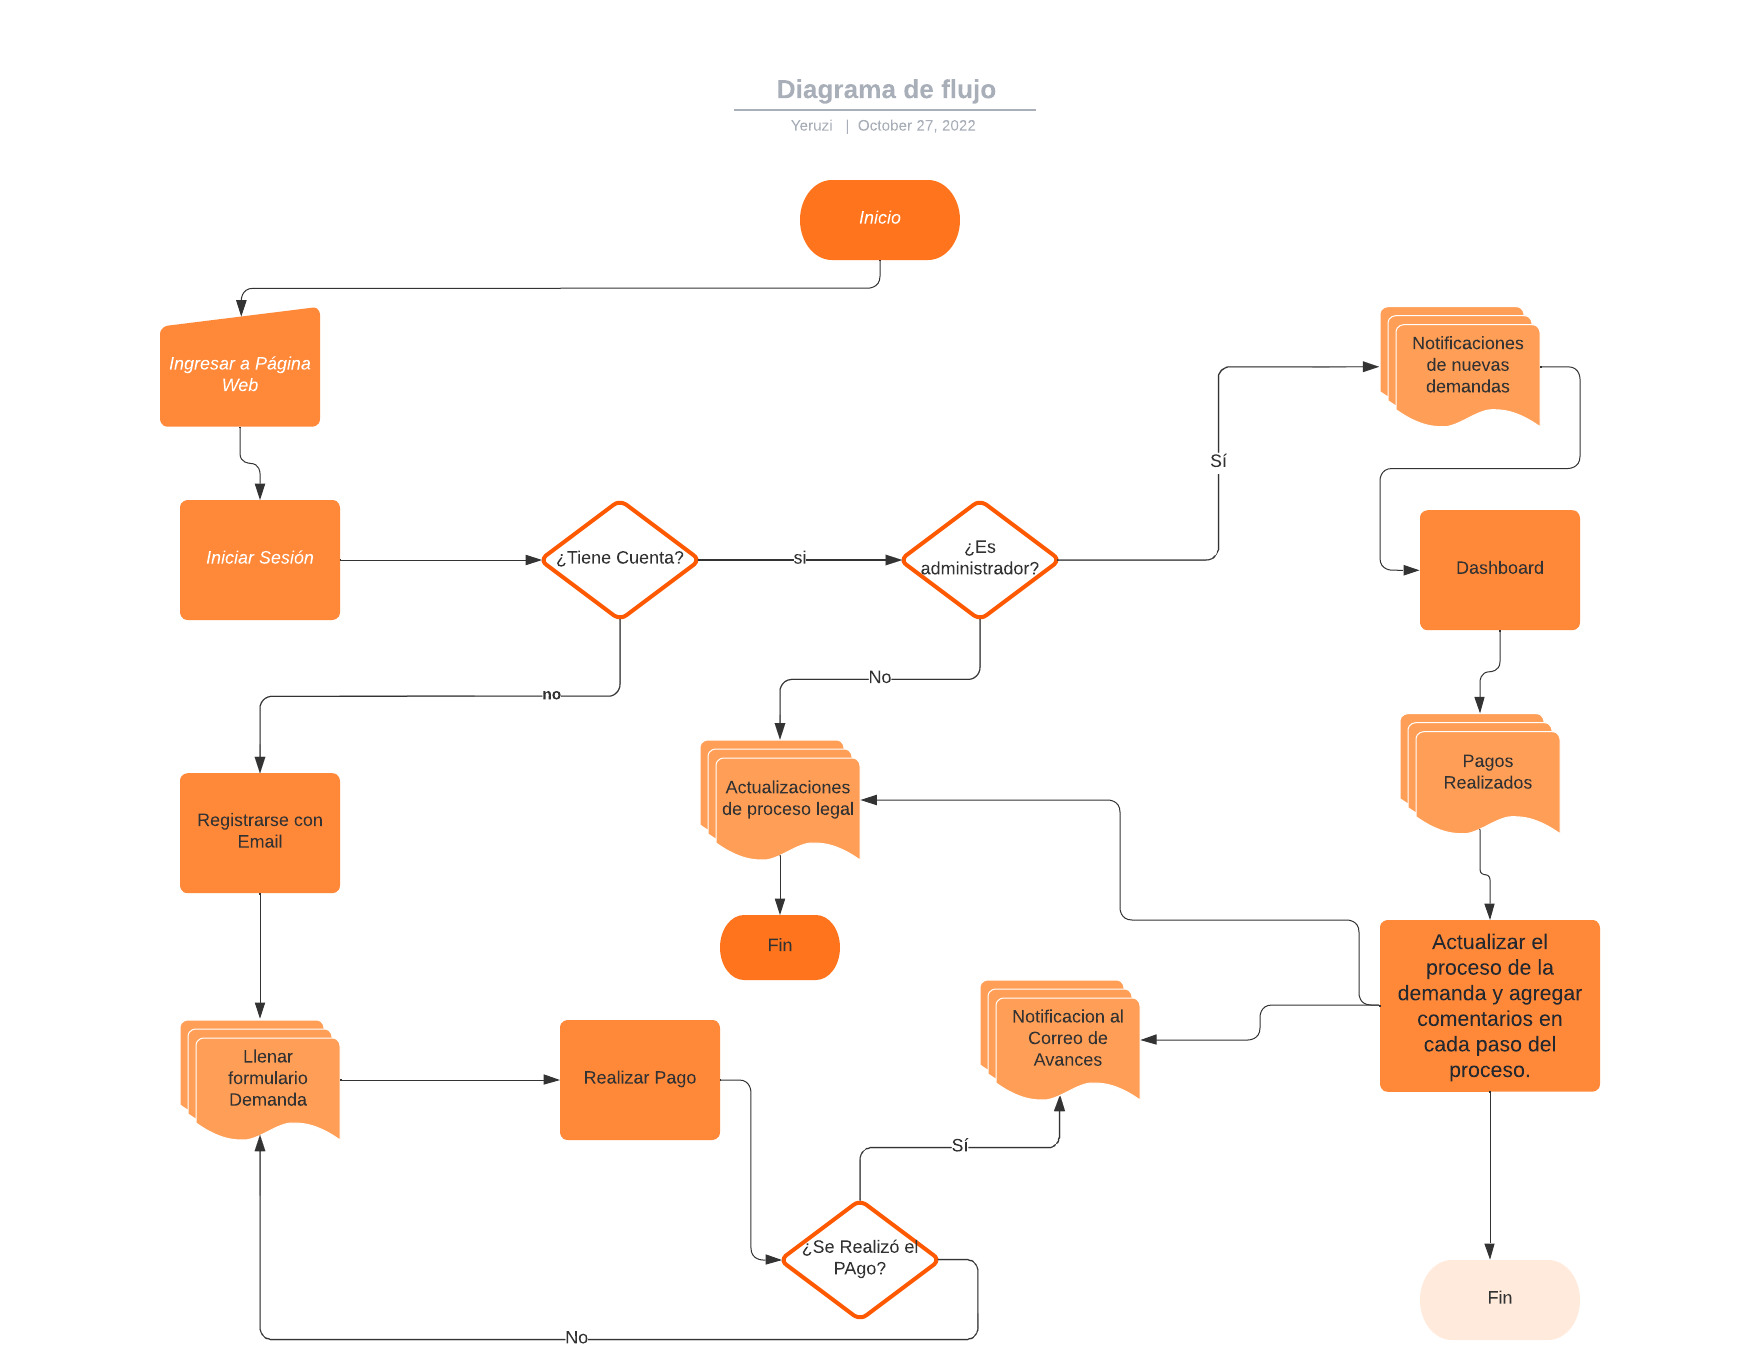 Diagrama de flujo
Yeruzi | October 27, 2022
Inicio
Ingresar a Página
Web
Notificaciones
de nuevas
demandas
Sí
Iniciar Sesión
¿Tiene Cuenta?
si
¿Es
administrador?
Dashboard
no
No
Actualizaciones
de proceso legal
Pagos
Realizados
Registrarse con
Email
Fin
Actualizar el
proceso de la
demanda y agregar
comentarios en
cada paso del
proceso.
Llenar
formulario
Demanda
Realizar Pago
Notificacion al
Correo de
Avances
Sí
¿Se Realizó el
PAgo?
No
Fin